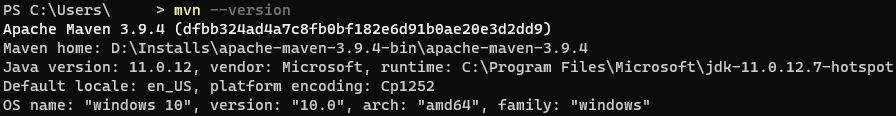 PS C:\Users\ > mvn --version
Apache Maven 3.9.4 (dfbb324ad4a7c8fb0bf182e6d91b0ae20e3d2dd9)
Maven home: D:\Installs\apache-maven-3.9.4-bin\apache-maven-3.9.4
Java version: 11.0.12, vendor: Microsoft, runtime: C:\Program Files\Microsoft\jdk-11.0.12.7-hotspot
Default locale: en_US, platform encoding: Cp1252
OS name: "windows 10", version: "10.0", arch: "amd64", family: "windows"